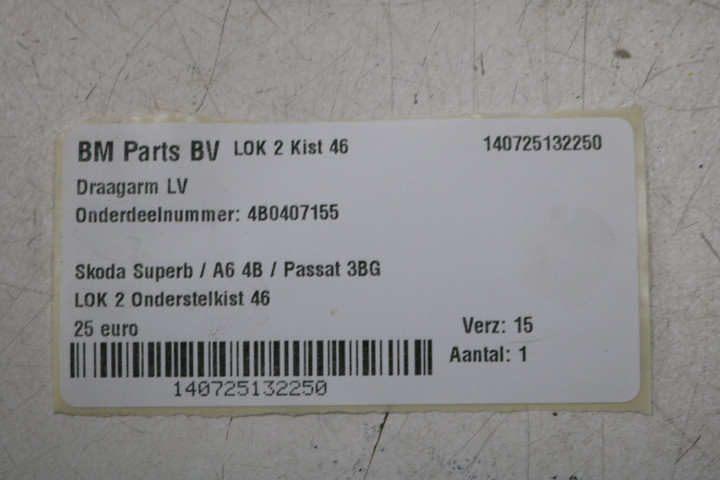 BM Parts BV LOK 2 Kist 46 140725132250
Draagarm LV
Onderdeelnummer: 4B0407155
Skoda Superb / A6 4B / Passat 3BG
LOK 2 Onderstelkist 46
25 euro Verz: 15
Aantal: 1
140725132250